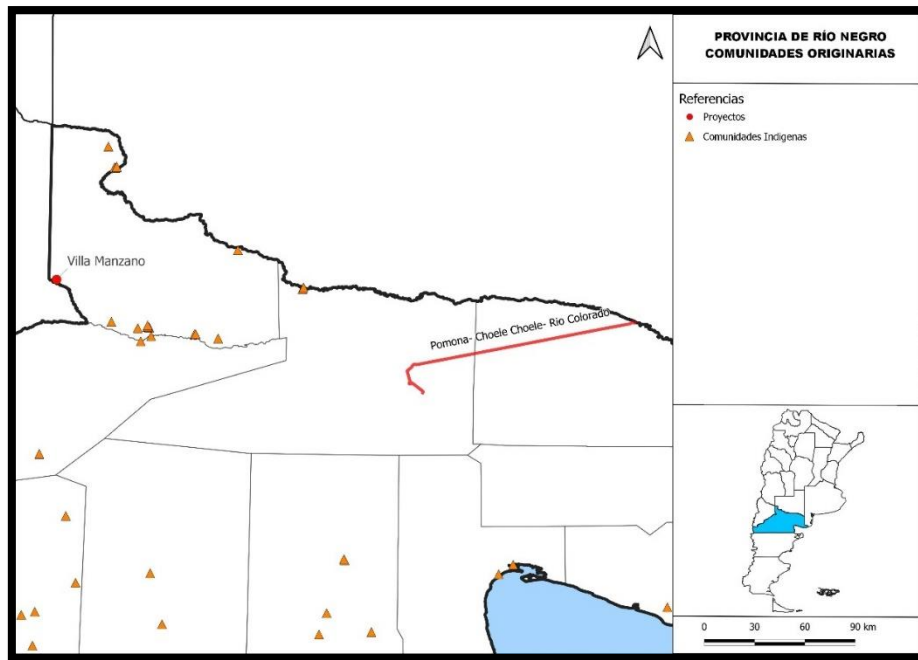 PROVINCIA DE RÍO NEGRO
COMUNIDADES ORIGINARIAS
Referencias
Proyectos
Comunidades Indigenas
Villa Manzano
Pomona- Choele Choele- Rio Colorado
0 30 60 90 km